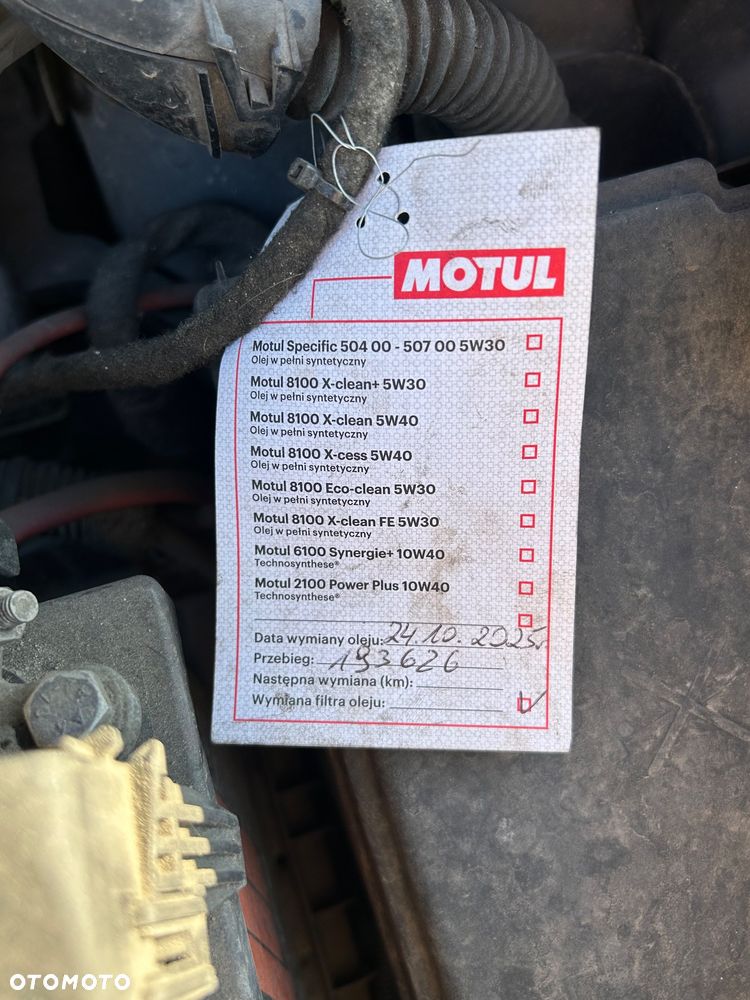 MOTUL
Motul Specific 504 00 - 507 00 5W30
Olej w pełni syntetyczny
Motul 8100 X-clean+ 5W30
Olej w pełni syntetyczny
Motul 8100 X-clean 5W40
Olej w pełni syntetyczny
Motul 8100 X-cess 5W40
Olej w pełni syntetyczny
Motul 8100 Eco-clean 5W30
Olej w pełni syntetyczny
Motul 8100 X-clean FE 5W30
Olej w pełni syntetyczny
Motul 6100 Synergie+ 10W40
Technosynthese®
Motul 2100 Power Plus 10W40
Technosynthese®
Data wymiany oleju: 24.10.2025r.
Przebieg: 193626
Następna wymiana (km):
Wymiana filtra oleju:
OTOMOTO